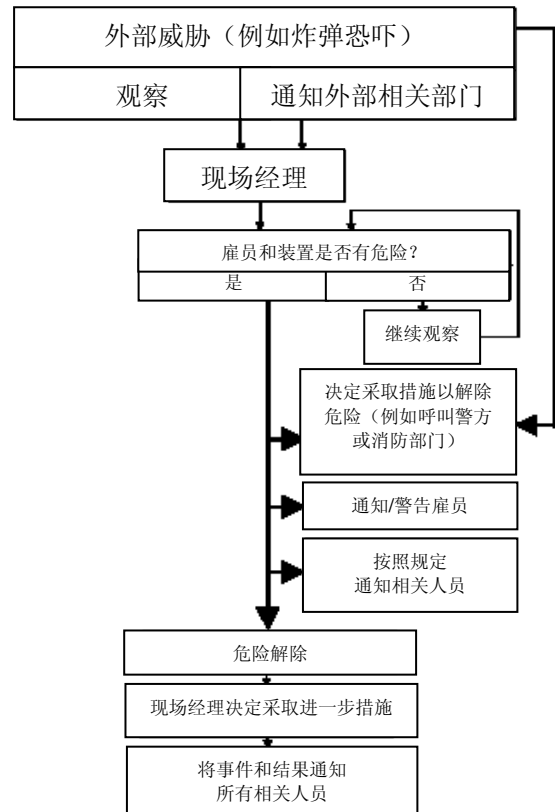 外部威胁（例如炸弹恐吓）
观察
通知外部相关部门
现场经理
雇员和装置是否有危险？
是
否
继续观察
决定采取措施以解除
危险（例如呼叫警方
或消防部门）
通知/警告雇员
按照规定
通知相关人员
危险解除
现场经理决定采取进一步措施
将事件和结果通知
所有相关人员